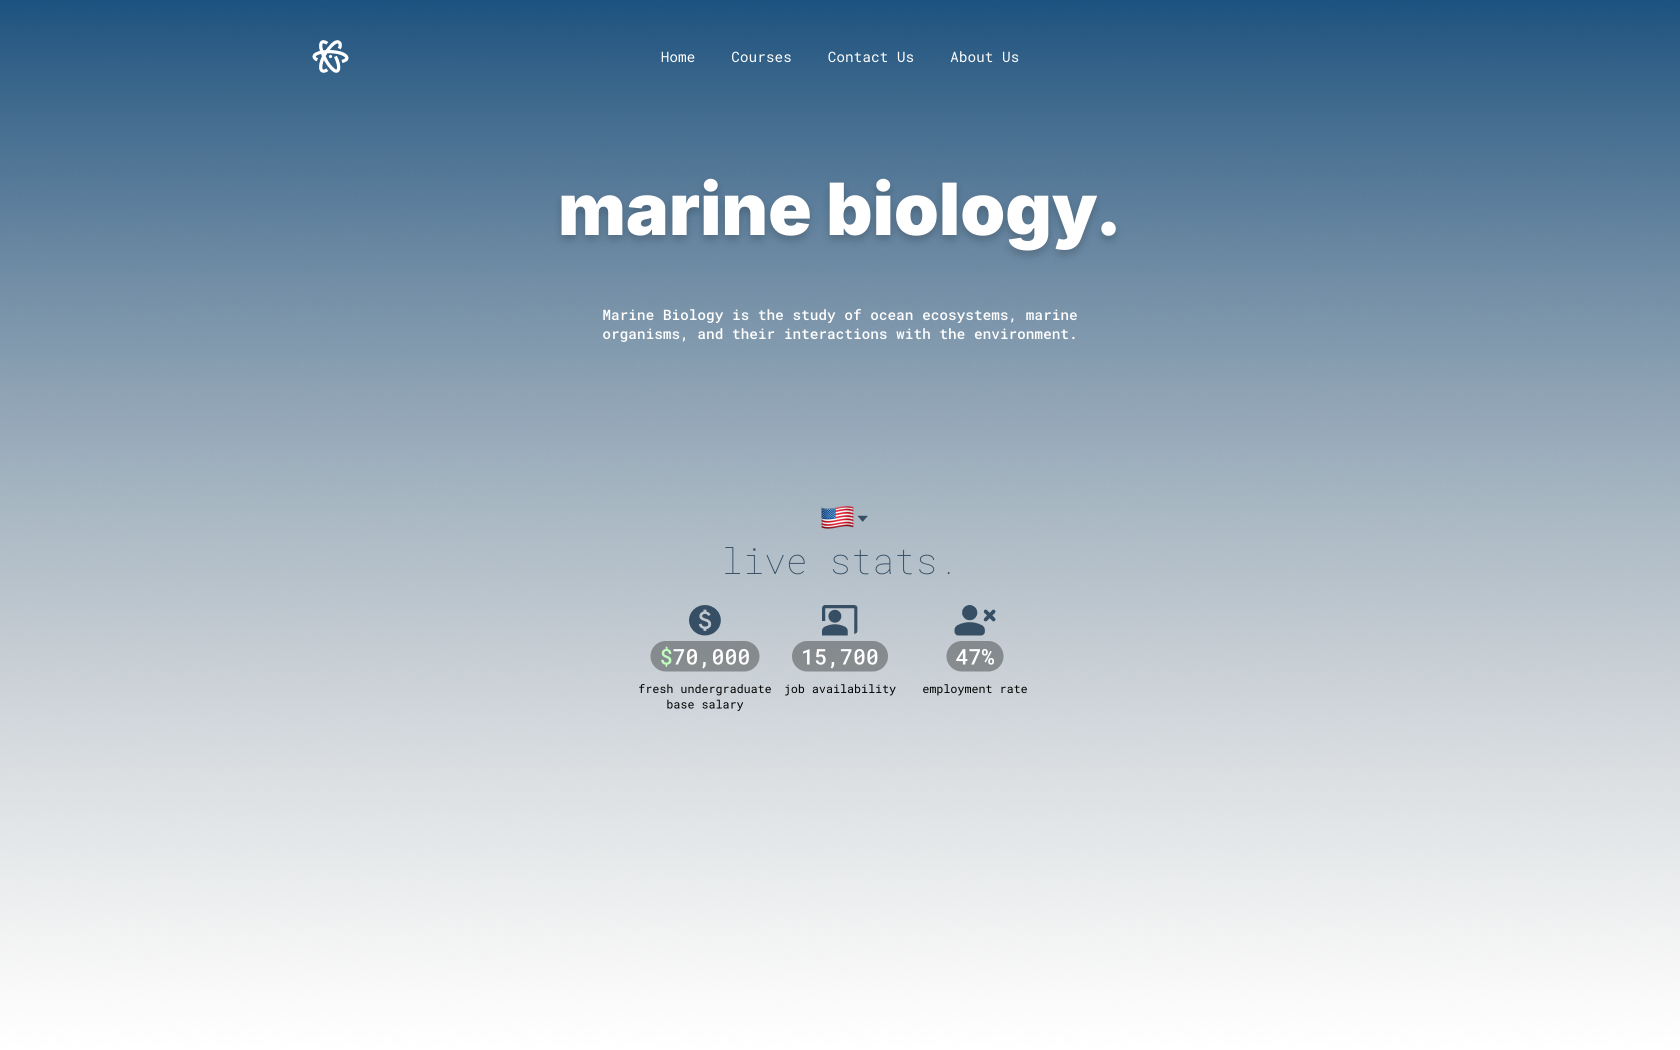 Home Courses Contact Us About Us
marine biology.
Marine Biology is the study of ocean ecosystems, marine
organisms, and their interactions with the environment.
live stats.
$70,000 15,700 47%
fresh undergraduate job availability employment rate
base salary